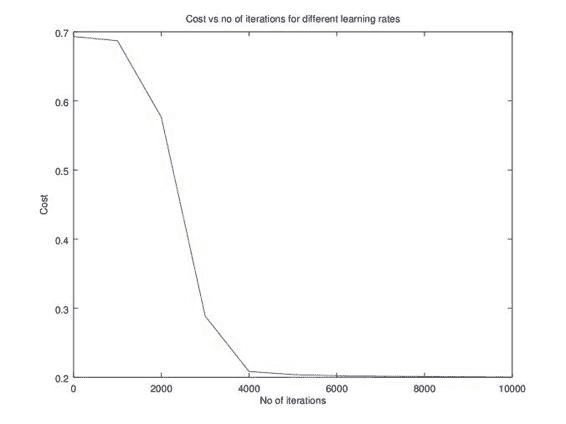 Cost vs no of itierations for different learning rates
0.7
0.6
0.5
0.4
0.3
0.2
Cost
0 2000 4000 6000 8000 10000
No of iterations